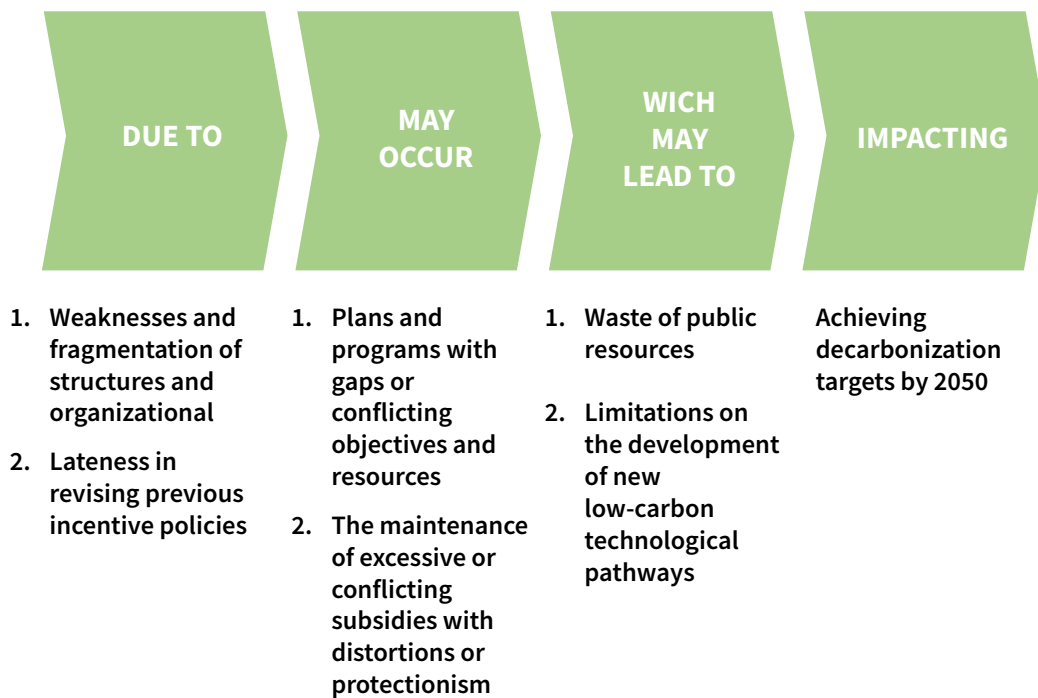 DUE TO
MAY
OCCUR
WICH
MAY
LEAD TO
IMPACTING
1. Weaknesses and
fragmentation of
structures and
organizational
2. Lateness in
revising previous
incentive policies
1. Plans and
programs with
gaps or
conflicting
objectives and
resources
2. The maintenance
of excessive or
conflicting
subsidies with
distortions or
protectionism
1. Waste of public
resources
2. Limitations on
the development
of new
low-carbon
technological
pathways
Achieving
decarbonization
targets by 2050